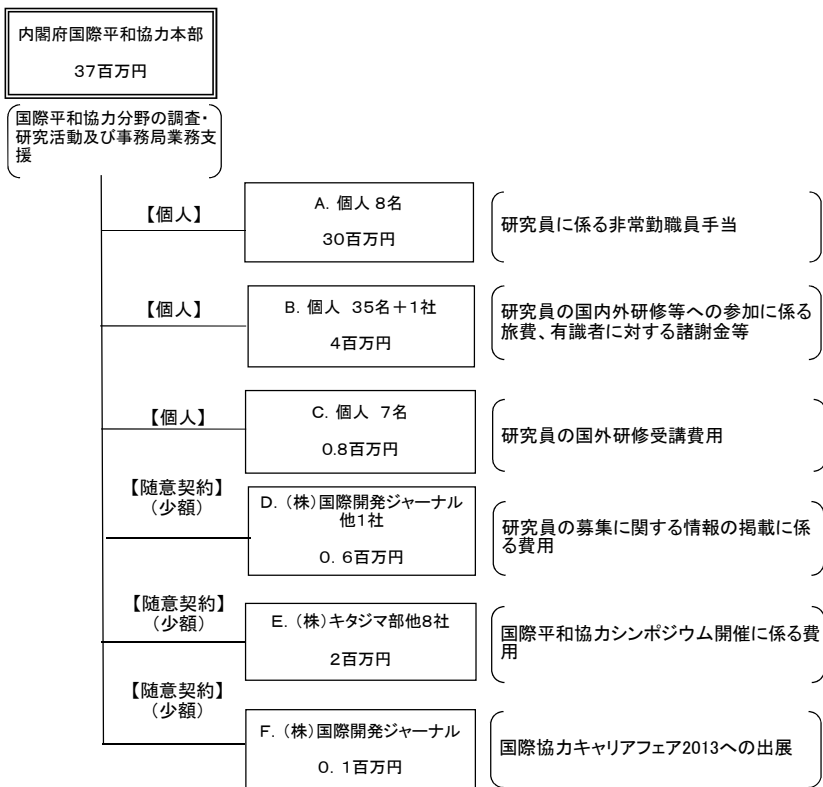 内閣府国際平和協力本部
37百万円
国際平和協力分野の調査・
研究活動及び事務局業務支
援
【個人】
A．個人 8名
30百万円
研究員に係る非常勤職員手当
【個人】
B．個人 35名＋1社
4百万円
研究員の国内外研修等への参加に係る
旅費、有識者に対する諸謝金等
【個人】
C．個人 7名
0.8百万円
研究員の国外研修受講費用
【随意契約】
（少額）
D．（株）国際開発ジャーナル
他1社
0．6百万円
研究員の募集に関する情報の掲載に係
る費用
【随意契約】
（少額）
E．（株）キタジマ部他8社
2百万円
国際平和協力シンポジウム開催に係る費
用
【随意契約】
（少額）
F．（株）国際開発ジャーナル
0．1百万円
国際協力キャリアフェア2013への出展